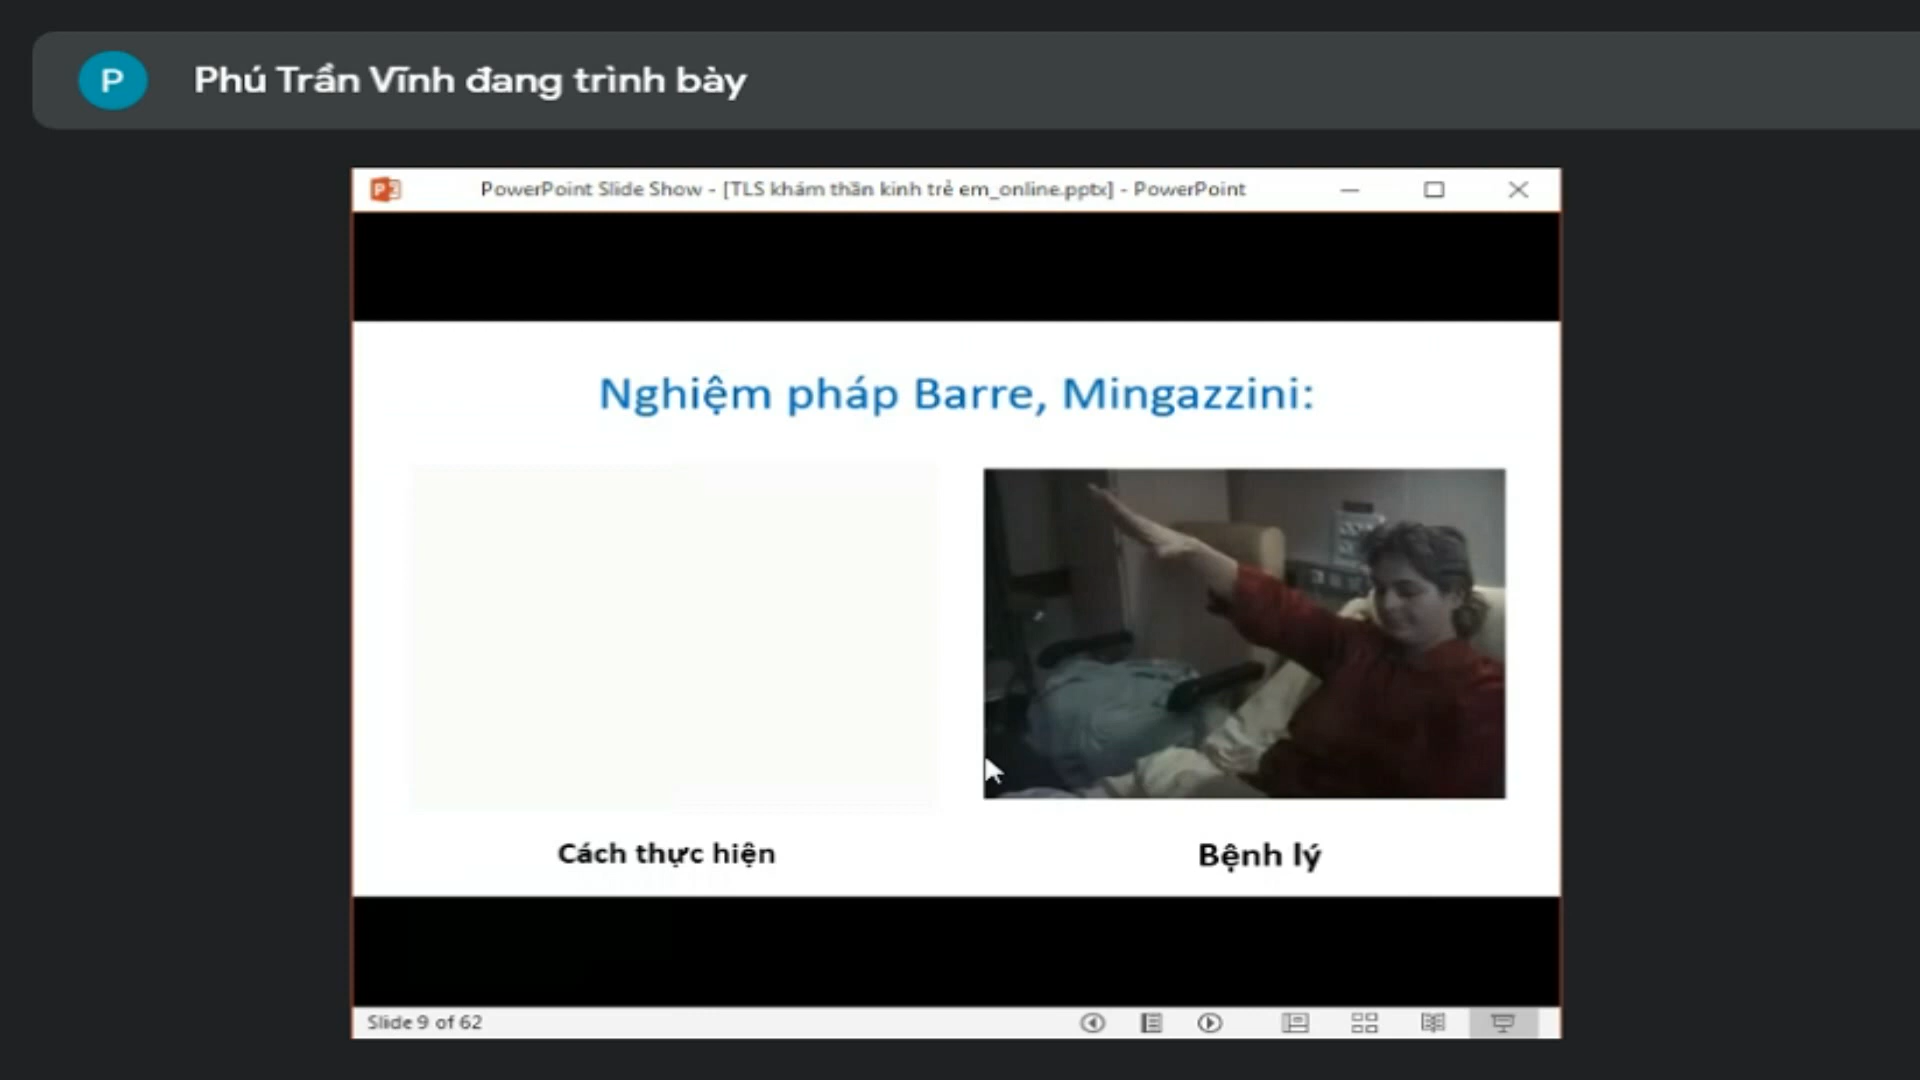 P Phú Trần Vĩnh đang trình bày
PowerPoint Slide Show - [TLS khám thần kinh trẻ em_online.pptx] - PowerPoint
Nghiệm pháp Barre, Mingazzini:
Cách thực hiện
Bệnh lý
Slide 9 of 62